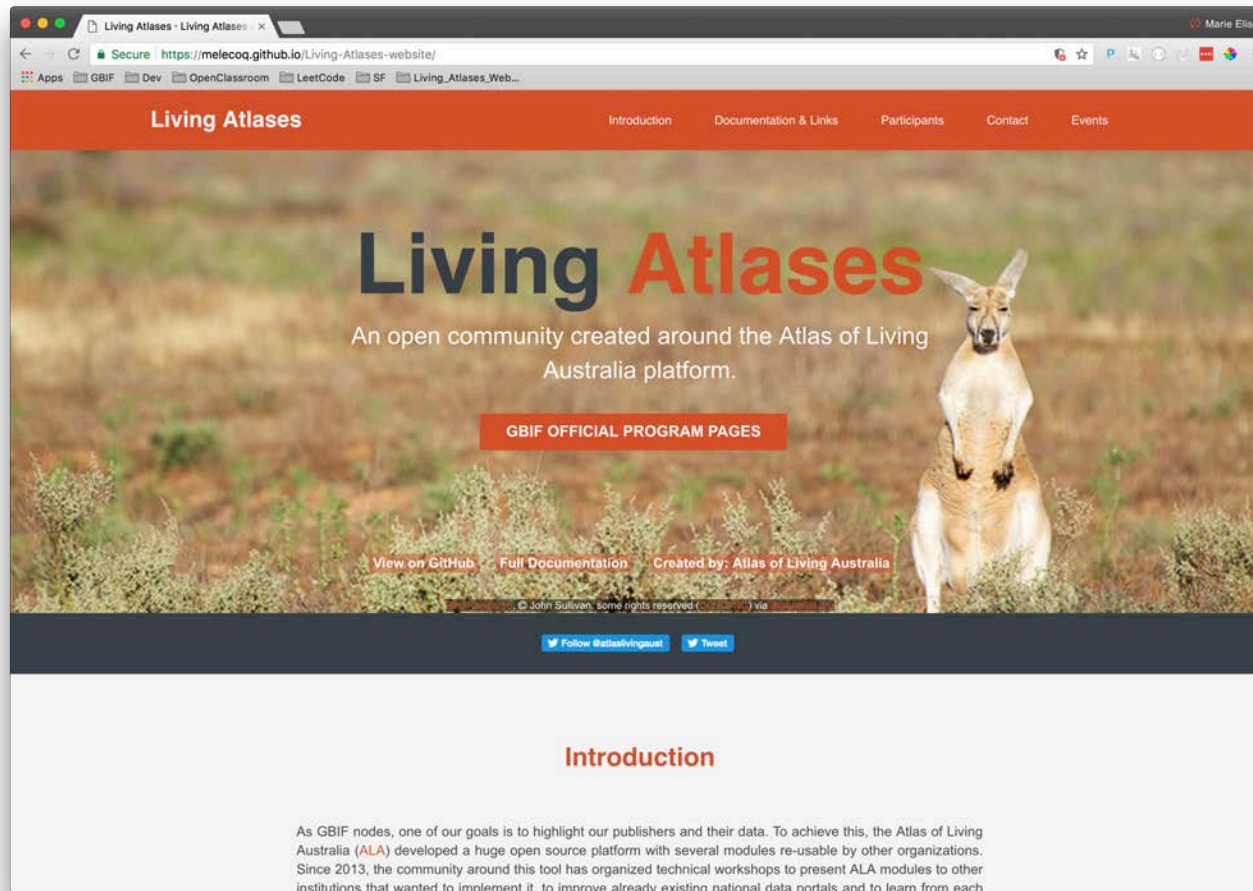 Living Atlases · Living Atlases
Marie Elise
Secure https://melecoq.github.io/Living-Atlases-website/
Apps GBIF Dev OpenClassroom LeetCode SF Living_Atlases_Web...
Living Atlases Introduction Documentation & Links Participants Contact Events
Living Atlases
An open community created around the Atlas of Living
Australia platform.
GBIF OFFICIAL PROGRAM PAGES
View on GitHub Full Documentation Created by: Atlas of Living Australia
© John Sullivan, some rights reserved ( ) via
Follow @atlaslivingaust Tweet
Introduction
As GBIF nodes, one of our goals is to highlight our publishers and their data. To achieve this, the Atlas of Living
Australia (ALA) developed a huge open source platform with several modules re-usable by other organizations.
Since 2013, the community around this tool has organized technical workshops to present ALA modules to other
institutions that wanted to implement it, to improve already existing national data portals and to learn from each